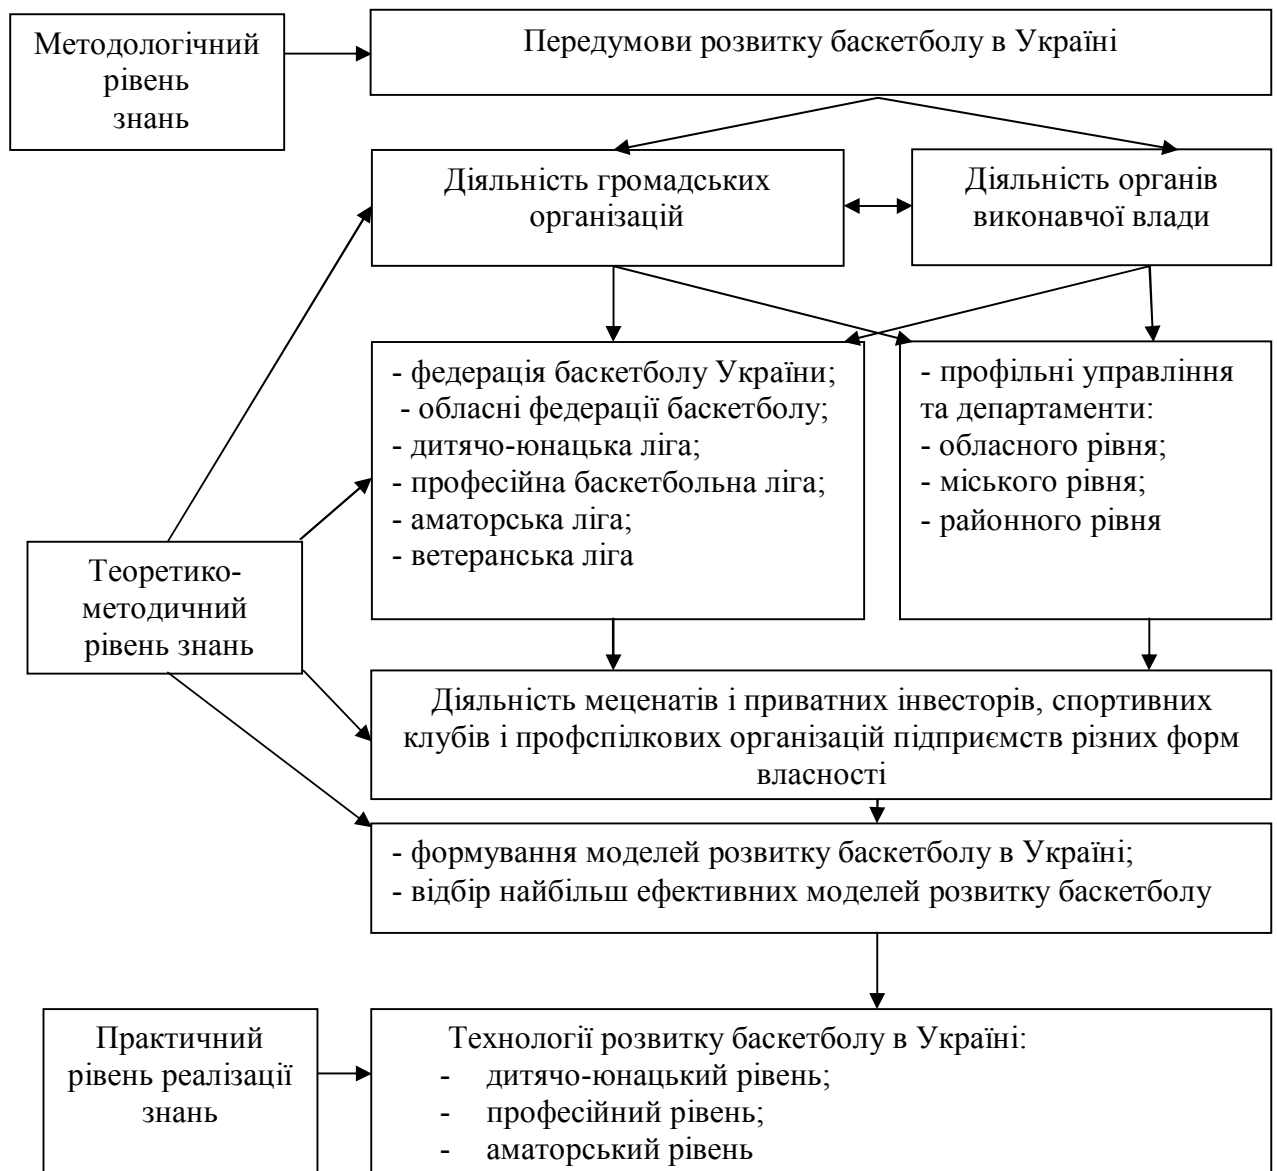 Методологічний
рівень
знань
Передумови розвитку баскетболу в Україні
Діяльність громадських
організацій
Діяльність органів
виконавчої влади
- федерація баскетболу України;
- обласні федерації баскетболу;
- дитячо-юнацька ліга;
- професійна баскетбольна ліга;
- аматорська ліга;
- ветеранська ліга
- профільні управління
та департаменти:
- обласного рівня;
- міського рівня;
- районного рівня
Теоретико-
методичний
рівень знань
Діяльність меценатів і приватних інвесторів, спортивних
клубів і профспілкових організацій підприємств різних форм
власності
- формування моделей розвитку баскетболу в Україні;
- відбір найбільш ефективних моделей розвитку баскетболу
Практичний
рівень реалізації
знань
Технології розвитку баскетболу в Україні:
- дитячо-юнацький рівень;
- професійний рівень;
- аматорський рівень